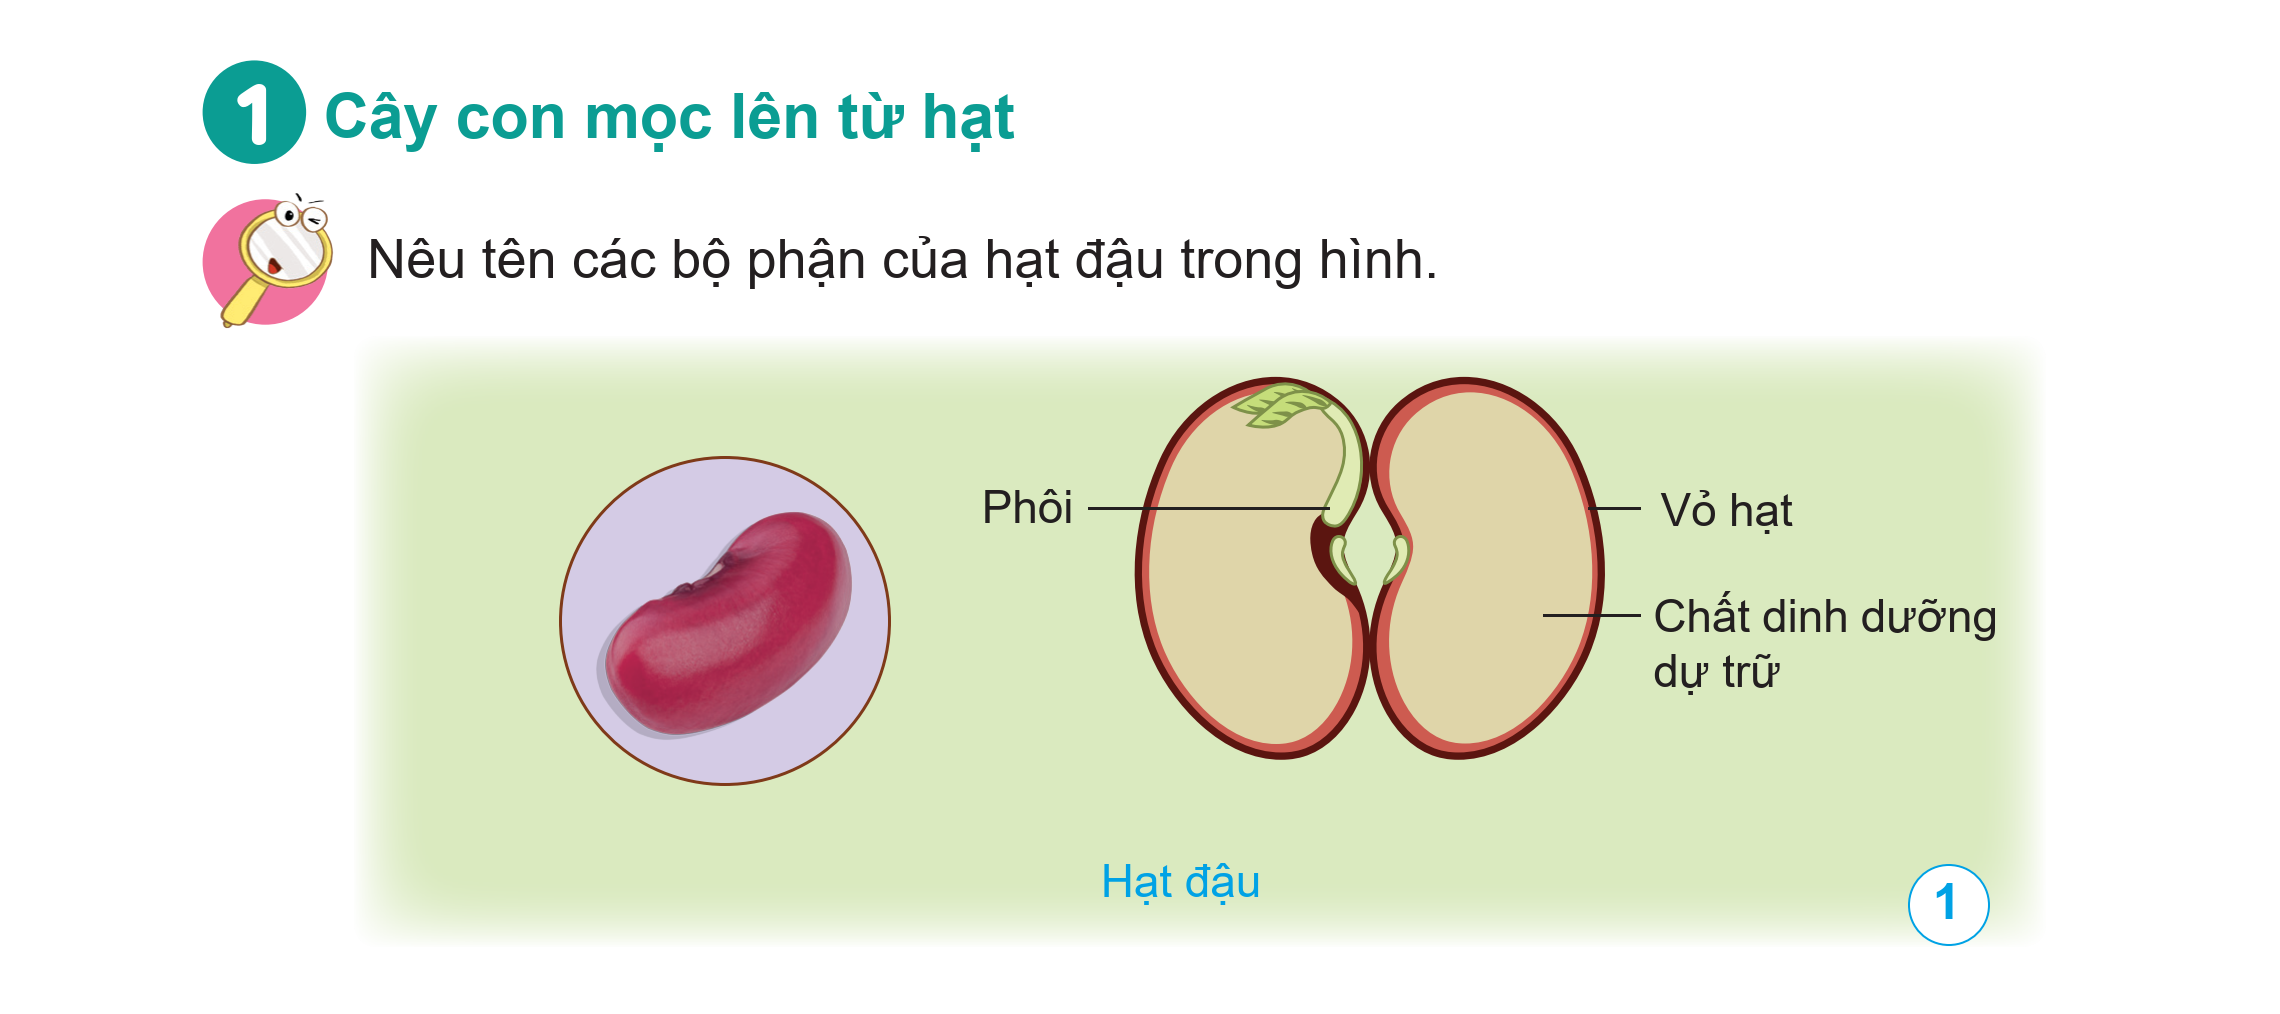 1 Cây con mọc lên từ hạt
Nêu tên các bộ phận của hạt đậu trong hình.
Phôi
Vỏ hạt
Chất dinh dưỡng
dự trữ
Hạt đậu
1